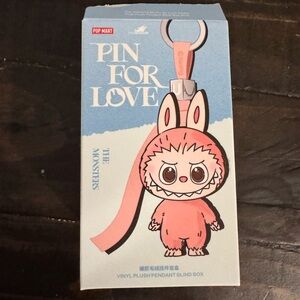 POP MART
PIN
FOR
LOVE
THE
MONSTERS
VINYL PLUSH PENDANT BLIND BOX